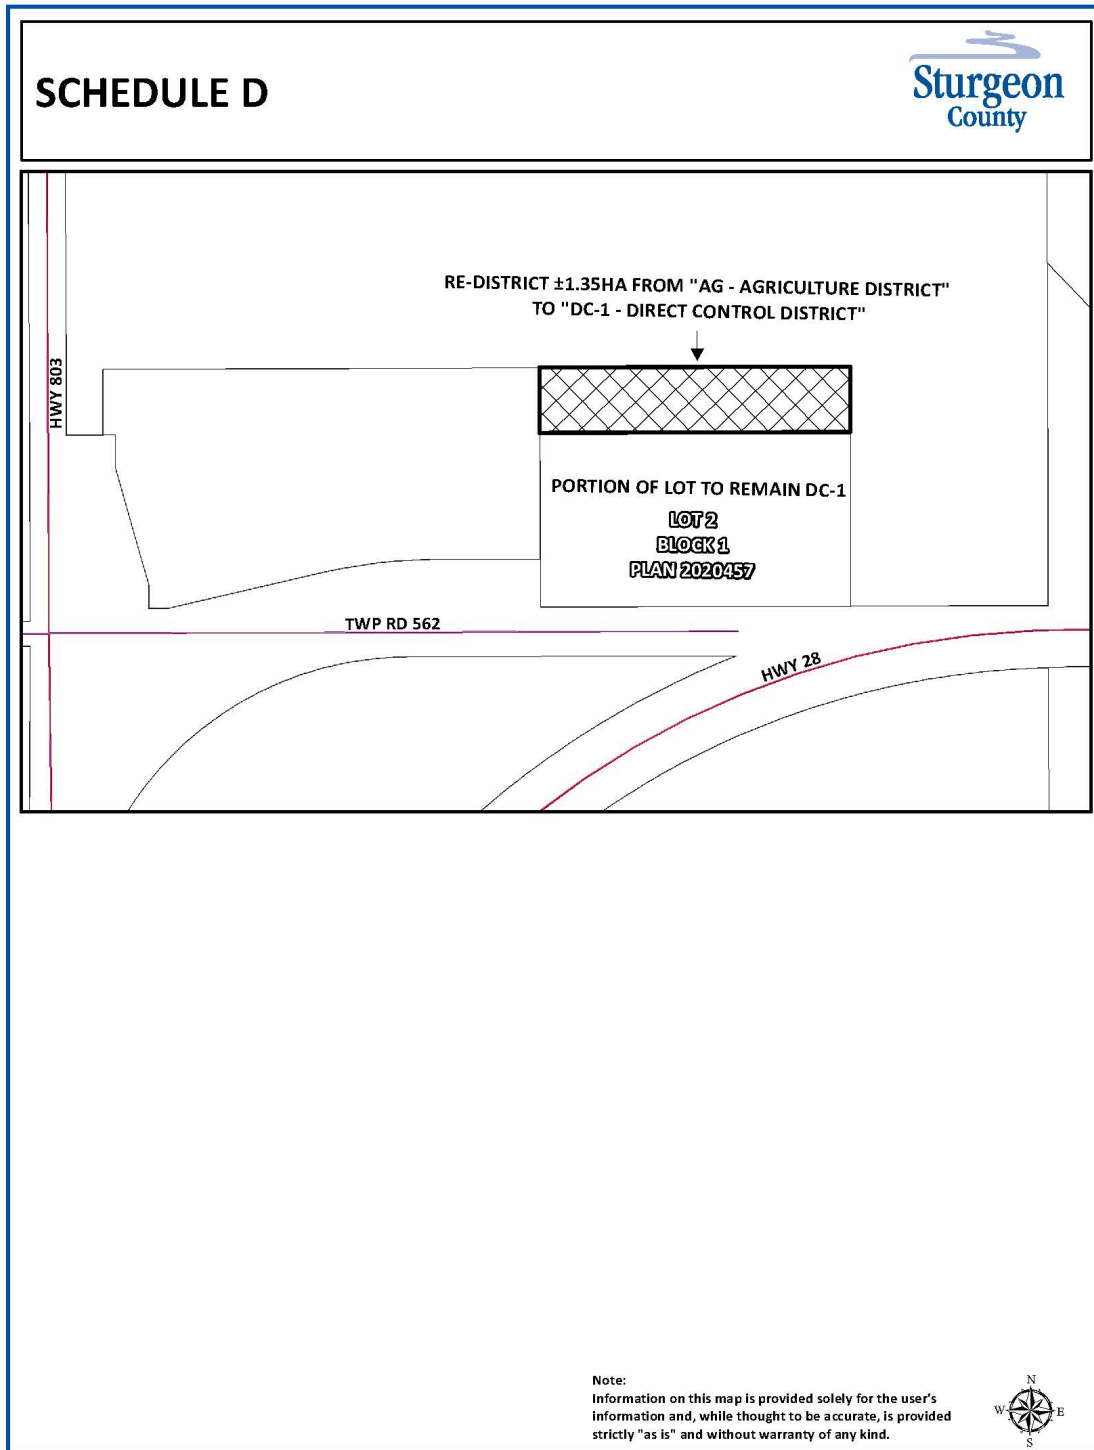 SCHEDULE D
Sturgeon
County
RE-DISTRICT ±1.35HA FROM "AG - AGRICULTURE DISTRICT"
TO "DC-1 - DIRECT CONTROL DISTRICT"
HWY 803
PORTION OF LOT TO REMAIN DC-1
LOT 2
BLOCK 1
PLAN 2020457
TWP RD 562
HWY 28
Note:
Information on this map is provided solely for the user's
information and, while thought to be accurate, is provided
strictly "as is" and without warranty of any kind.
N
W E
S